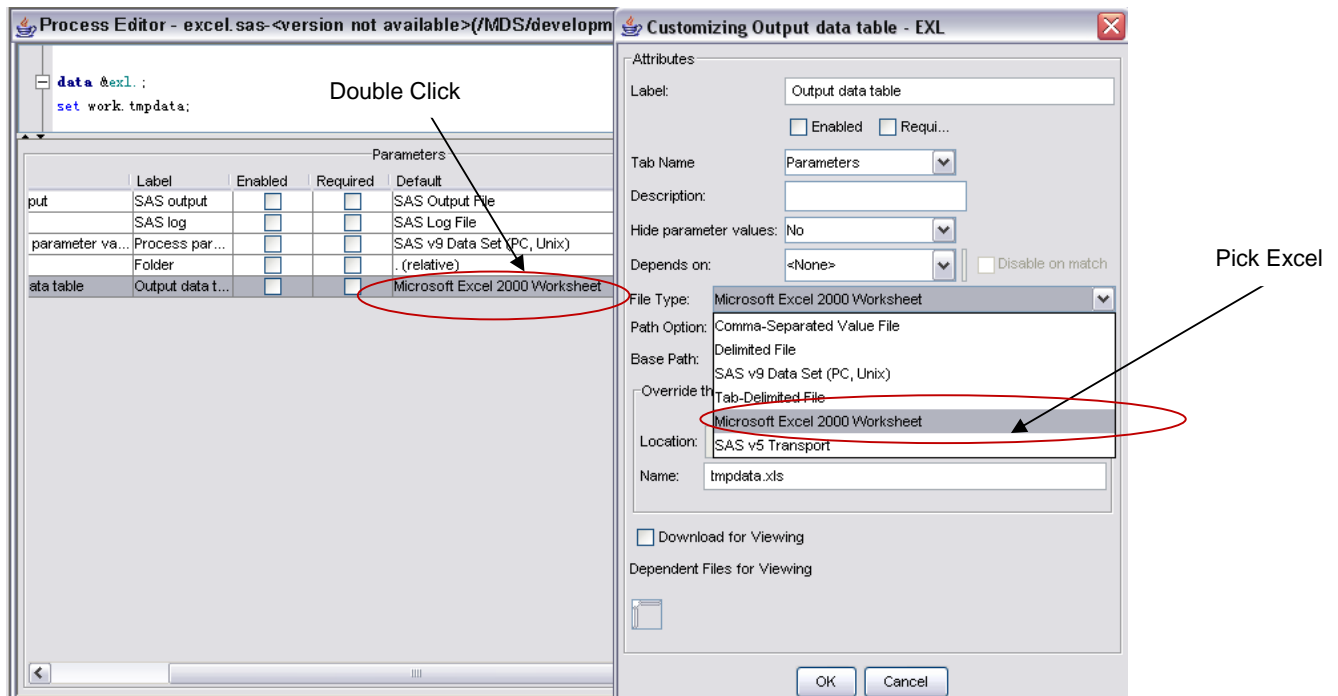 Process Editor - excel.sas-<version not available>(/MDS/developm
data &exl.;
set work.tmpdata;
Double Click
Parameters
Label Enabled Required Default
put SAS output SAS Output File
SAS log SAS Log File
parameter va... Process par... SAS v9 Data Set (PC, Unix)
Folder . (relative)
ata table Output data t... Microsoft Excel 2000 Worksheet
Customizing Output data table - EXL
Attributes
Label: Output data table
Enabled Requi...
Tab Name Parameters
Description:
Hide parameter values: No
Depends on: <None> Disable on match
File Type: Microsoft Excel 2000 Worksheet
Path Option: Comma-Separated Value File
Delimited File
Base Path:
SAS v9 Data Set (PC, Unix)
Override th
Tab-Delimited File
Microsoft Excel 2000 Worksheet
Location: SAS v5 Transport
Name: tmpdata.xls
Download for Viewing
Dependent Files for Viewing
OK Cancel
Pick Excel